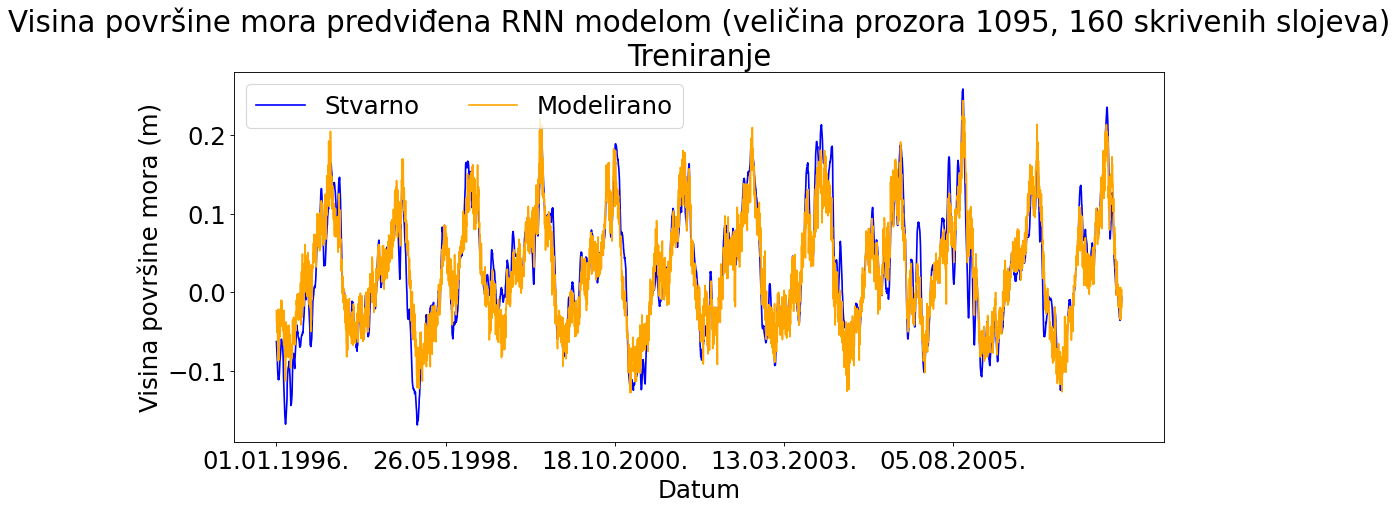 Visina površine mora predviđena RNN modelom (veličina prozora 1095, 160 skrivenih slojeva)
Treniranje
Stvarno
Modelirano
Visina površine mora (m)
0.2
0.1
0.0
−0.1
01.01.1996.
26.05.1998.
18.10.2000.
13.03.2003.
05.08.2005.
Datum